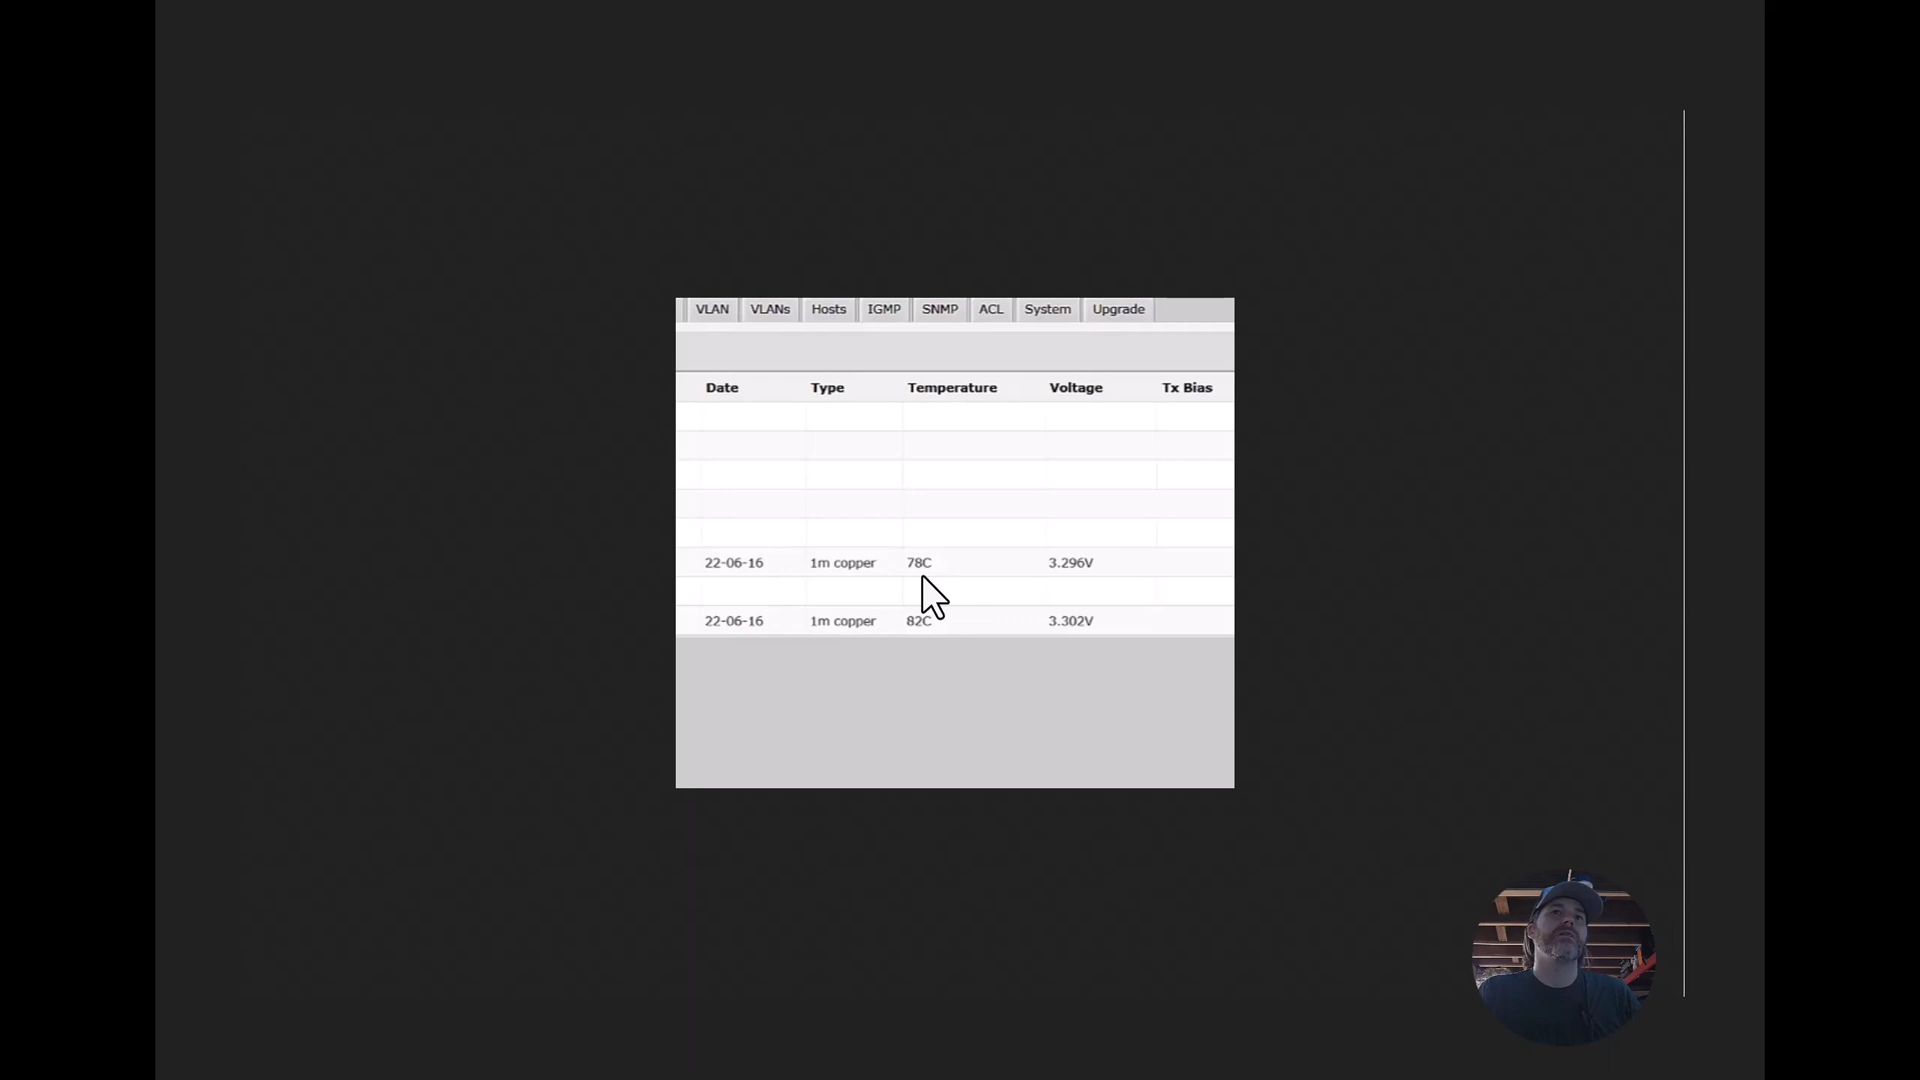 VLAN VLANs Hosts IGMP SNMP ACL System Upgrade
Date Type Temperature Voltage Tx Bias
22-06-16 1m copper 78C 3.296V
22-06-16 1m copper 82C 3.302V